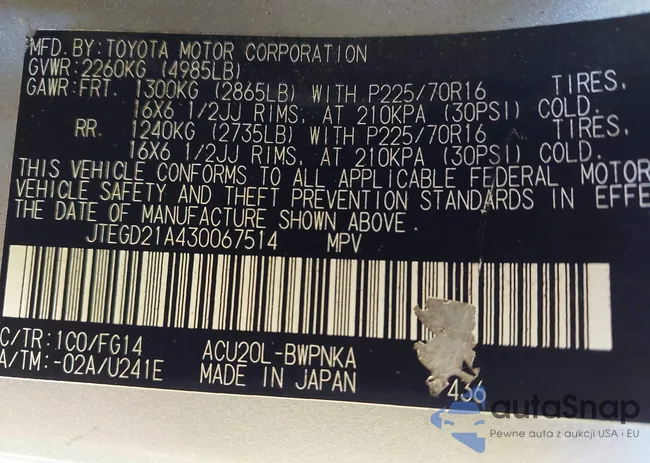 MFD.BY:TOYOTA MOTOR CORPORATION
GVWR:2260KG (4985LB)
GAWR:FRT. 1300KG (2865LB) WITH P225/70R16 TIRES.
16X6 1/2JJ RIMS, AT 210KPA (30PSI) COLD.
RR. 1240KG (2735LB) WITH P225/70R16 TIRES.
16X6 1/2JJ RIMS, AT 210KPA (30PSI) COLD.
THIS VEHICLE CONFORMS TO ALL APPLICABLE FEDERAL MOTOR
VEHICLE SAFETY AND THEFT PREVENTION STANDARDS IN EFFE
THE DATE OF MANUFACTURE SHOWN ABOVE.
JTEGD21A430067514 MPV
C/TR:1C0/FG14 ACU20L-BWPNKA
A/TM:-02A/U241E MADE IN JAPAN 436
autaSnap
Pewne auta z aukcji USA i EU